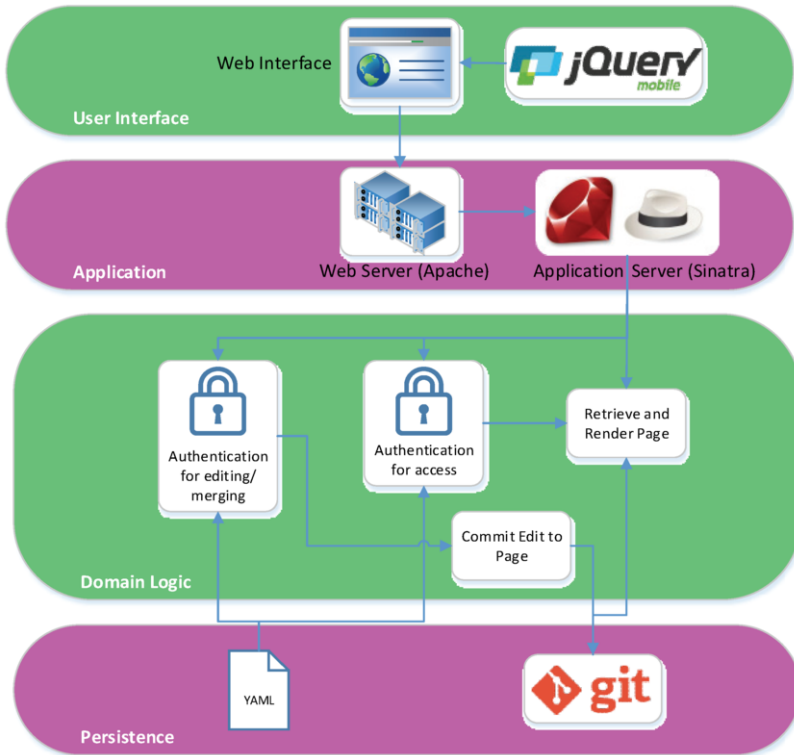 Web Interface
jQuery
mobile
User Interface
Web Server (Apache)
Application Server (Sinatra)
Application
Authentication
for editing/
merging
Authentication
for access
Retrieve and
Render Page
Commit Edit to
Page
Domain Logic
YAML
git
Persistence